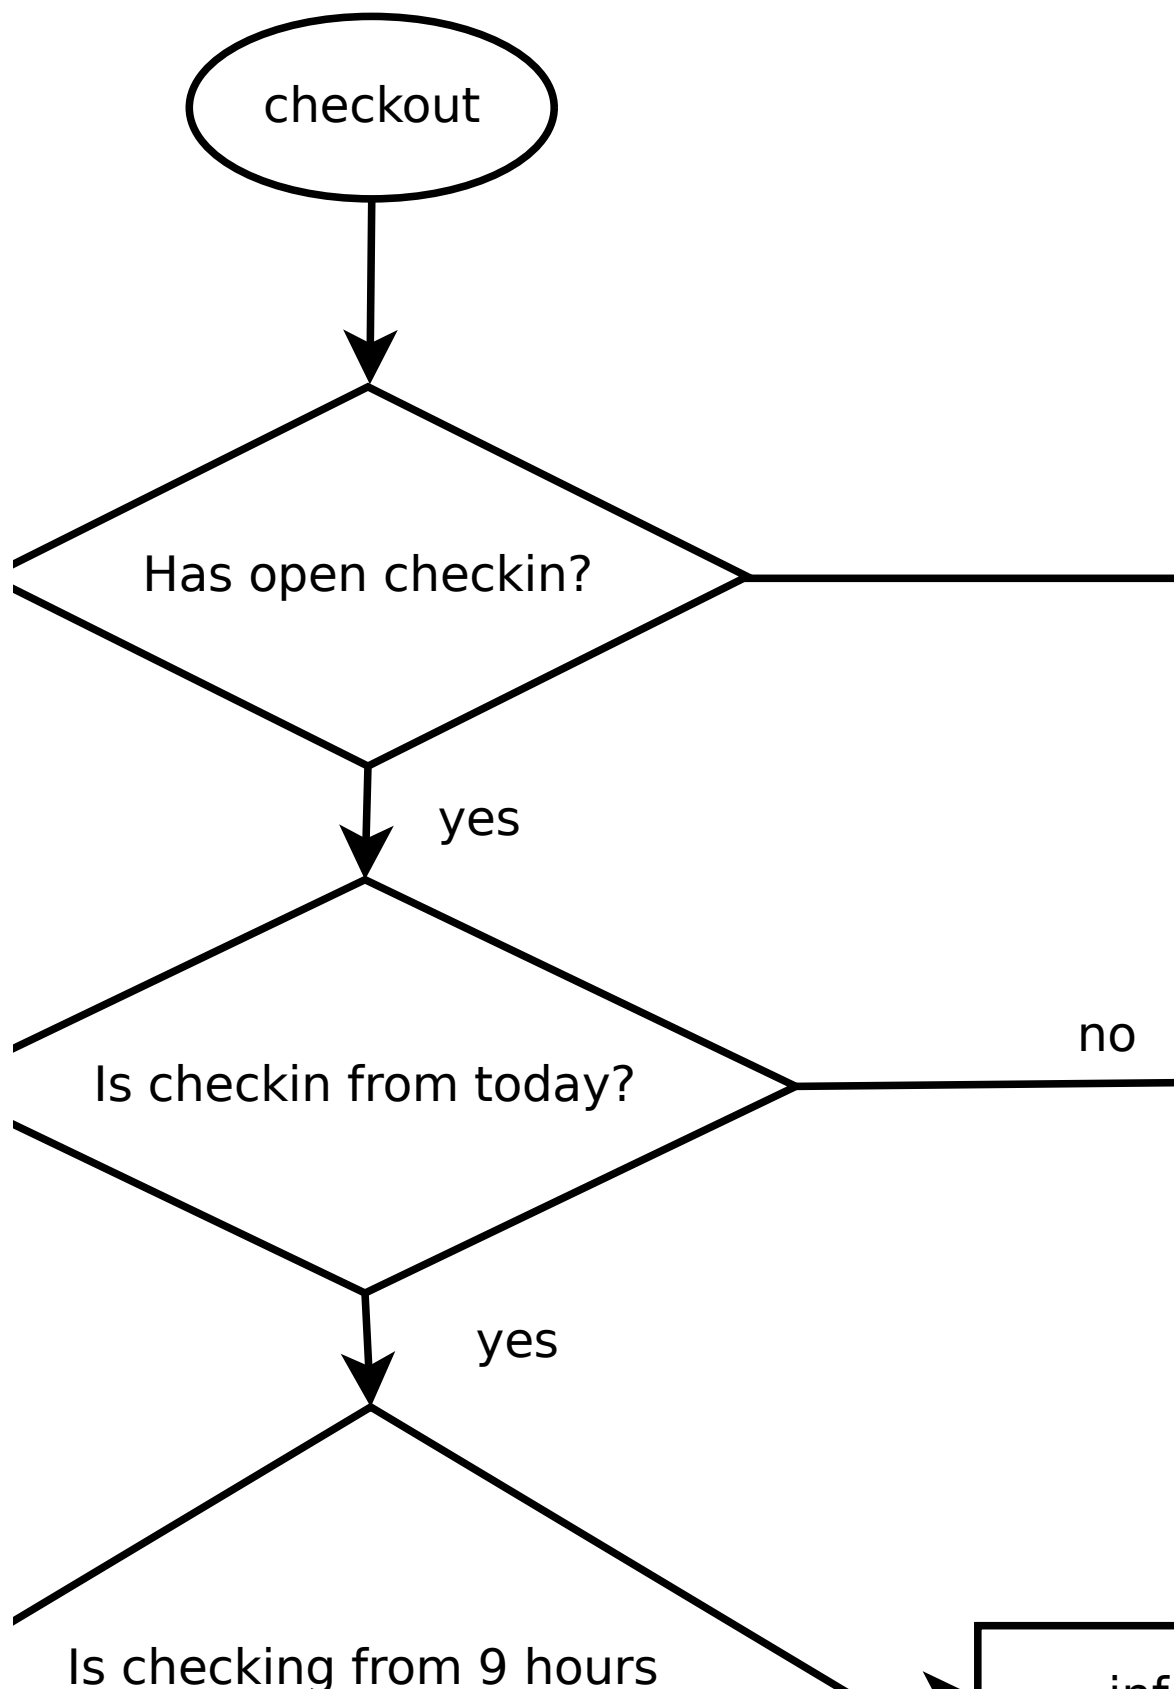 checkout
Has open checkin?
yes
Is checkin from today?
no
yes
Is checking from 9 hours